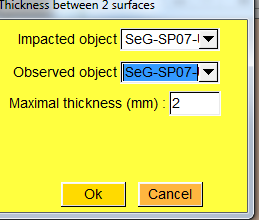 Thickness between 2 surfaces
Impacted object SeG-SP07-
Observed object SeG-SP07-
Maximal thickness (mm) : 2
Ok Cancel